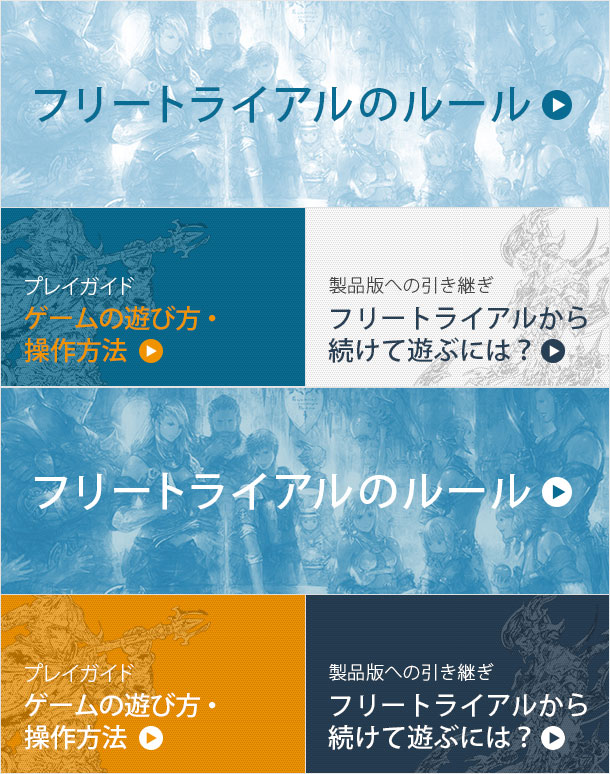 フリートライアルのルール
プレイガイド
ゲームの遊び方・
操作方法
製品版への引き継ぎ
フリートライアルから
続けて遊ぶには？
フリートライアルのルール
プレイガイド
ゲームの遊び方・
操作方法
製品版への引き継ぎ
フリートライアルから
続けて遊ぶには？